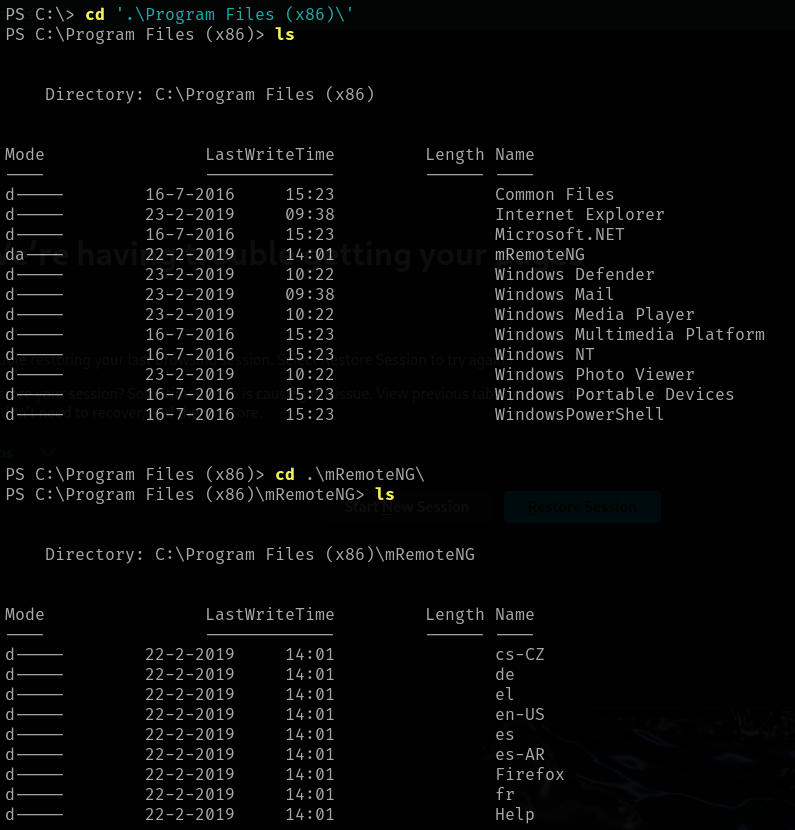 PS C:\> cd '.\Program Files (x86)\'
PS C:\Program Files (x86)> ls
Directory: C:\Program Files (x86)
Mode LastWriteTime Length Name
---- ------------- ------ ----
d----- 16-7-2016 15:23 Common Files
d----- 23-2-2019 09:38 Internet Explorer
d----- 16-7-2016 15:23 Microsoft.NET
da---- 22-2-2019 14:01 mRemoteNG
d----- 23-2-2019 10:22 Windows Defender
d----- 23-2-2019 09:38 Windows Mail
d----- 23-2-2019 10:22 Windows Media Player
d----- 16-7-2016 15:23 Windows Multimedia Platform
d----- 16-7-2016 15:23 Windows NT
d----- 23-2-2019 10:22 Windows Photo Viewer
d----- 16-7-2016 15:23 Windows Portable Devices
d----- 16-7-2016 15:23 WindowsPowerShell
PS C:\Program Files (x86)> cd .\mRemoteNG\
PS C:\Program Files (x86)\mRemoteNG> ls
Start New Session Restore Session
Directory: C:\Program Files (x86)\mRemoteNG
Mode LastWriteTime Length Name
---- ------------- ------ ----
d----- 22-2-2019 14:01 cs-CZ
d----- 22-2-2019 14:01 de
d----- 22-2-2019 14:01 el
d----- 22-2-2019 14:01 en-US
d----- 22-2-2019 14:01 es
d----- 22-2-2019 14:01 es-AR
d----- 22-2-2019 14:01 Firefox
d----- 22-2-2019 14:01 fr
d----- 22-2-2019 14:01 Help